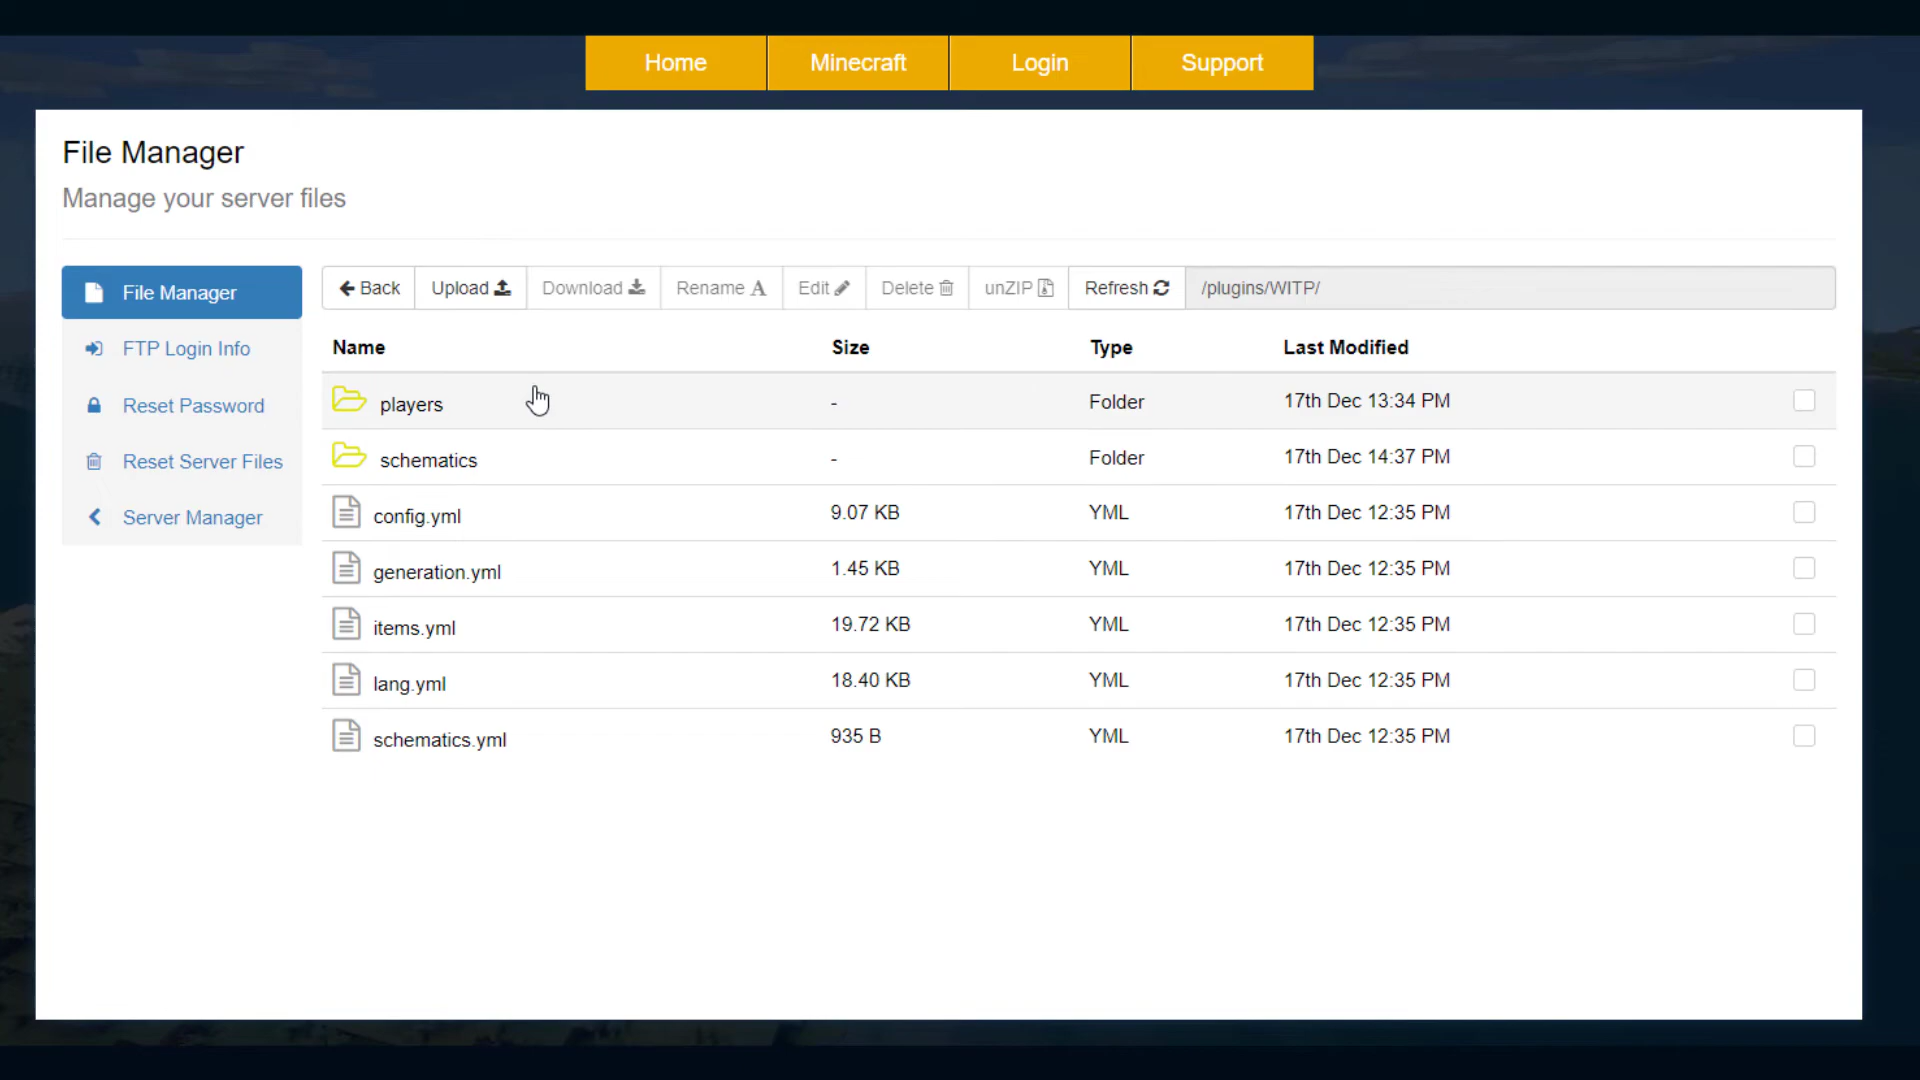 Home Minecraft Login Support
File Manager
Manage your server files
File Manager
FTP Login Info
Reset Password
Reset Server Files
Server Manager
Back Upload Download Rename Edit Delete unZIP Refresh /plugins/WITP/
Name Size Type Last Modified
players - Folder 17th Dec 13:34 PM
schematics - Folder 17th Dec 14:37 PM
config.yml 9.07 KB YML 17th Dec 12:35 PM
generation.yml 1.45 KB YML 17th Dec 12:35 PM
items.yml 19.72 KB YML 17th Dec 12:35 PM
lang.yml 18.40 KB YML 17th Dec 12:35 PM
schematics.yml 935 B YML 17th Dec 12:35 PM